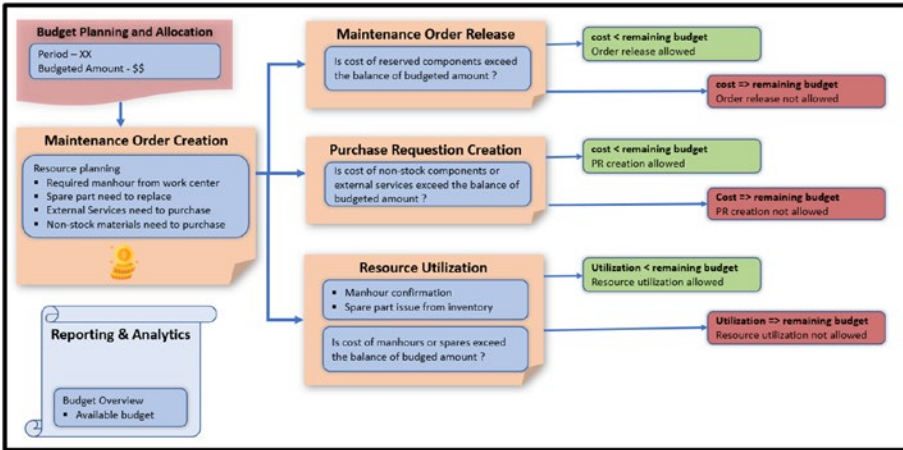 Budget Planning and Allocation
Period – XX
Budgeted Amount - $$
Maintenance Order Creation
Resource planning
▪ Required manhour from work center
▪ Spare part need to replace
▪ External Services need to purchase
▪ Non-stock materials need to purchase
Reporting & Analytics
Budget Overview
▪ Available budget
Maintenance Order Release
Is cost of reserved components exceed
the balance of budgeted amount ?
cost < remaining budget
Order release allowed
cost => remaining budget
Order release not allowed
Purchase Requestion Creation
Is cost of non-stock components or
external services exceed the balance of
budgeted amount ?
cost < remaining budget
PR creation allowed
Cost => remaining budget
PR creation not allowed
Resource Utilization
▪ Manhour confirmation
▪ Spare part issue from inventory
Is cost of manhours or spares exceed
the balance of budged amount ?
Utilization < remaining budget
Resource utilization allowed
Utilization => remaining budget
Resource utilization not allowed